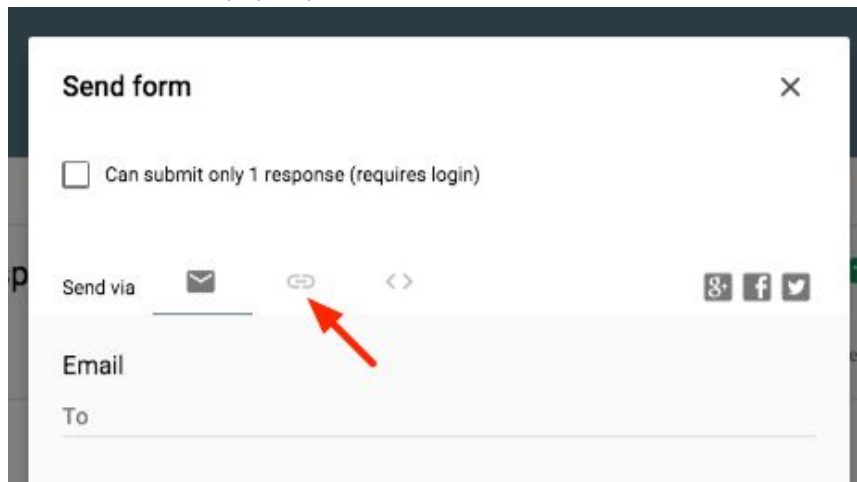 Send form
Can submit only 1 response (requires login)
Send via
Email
To